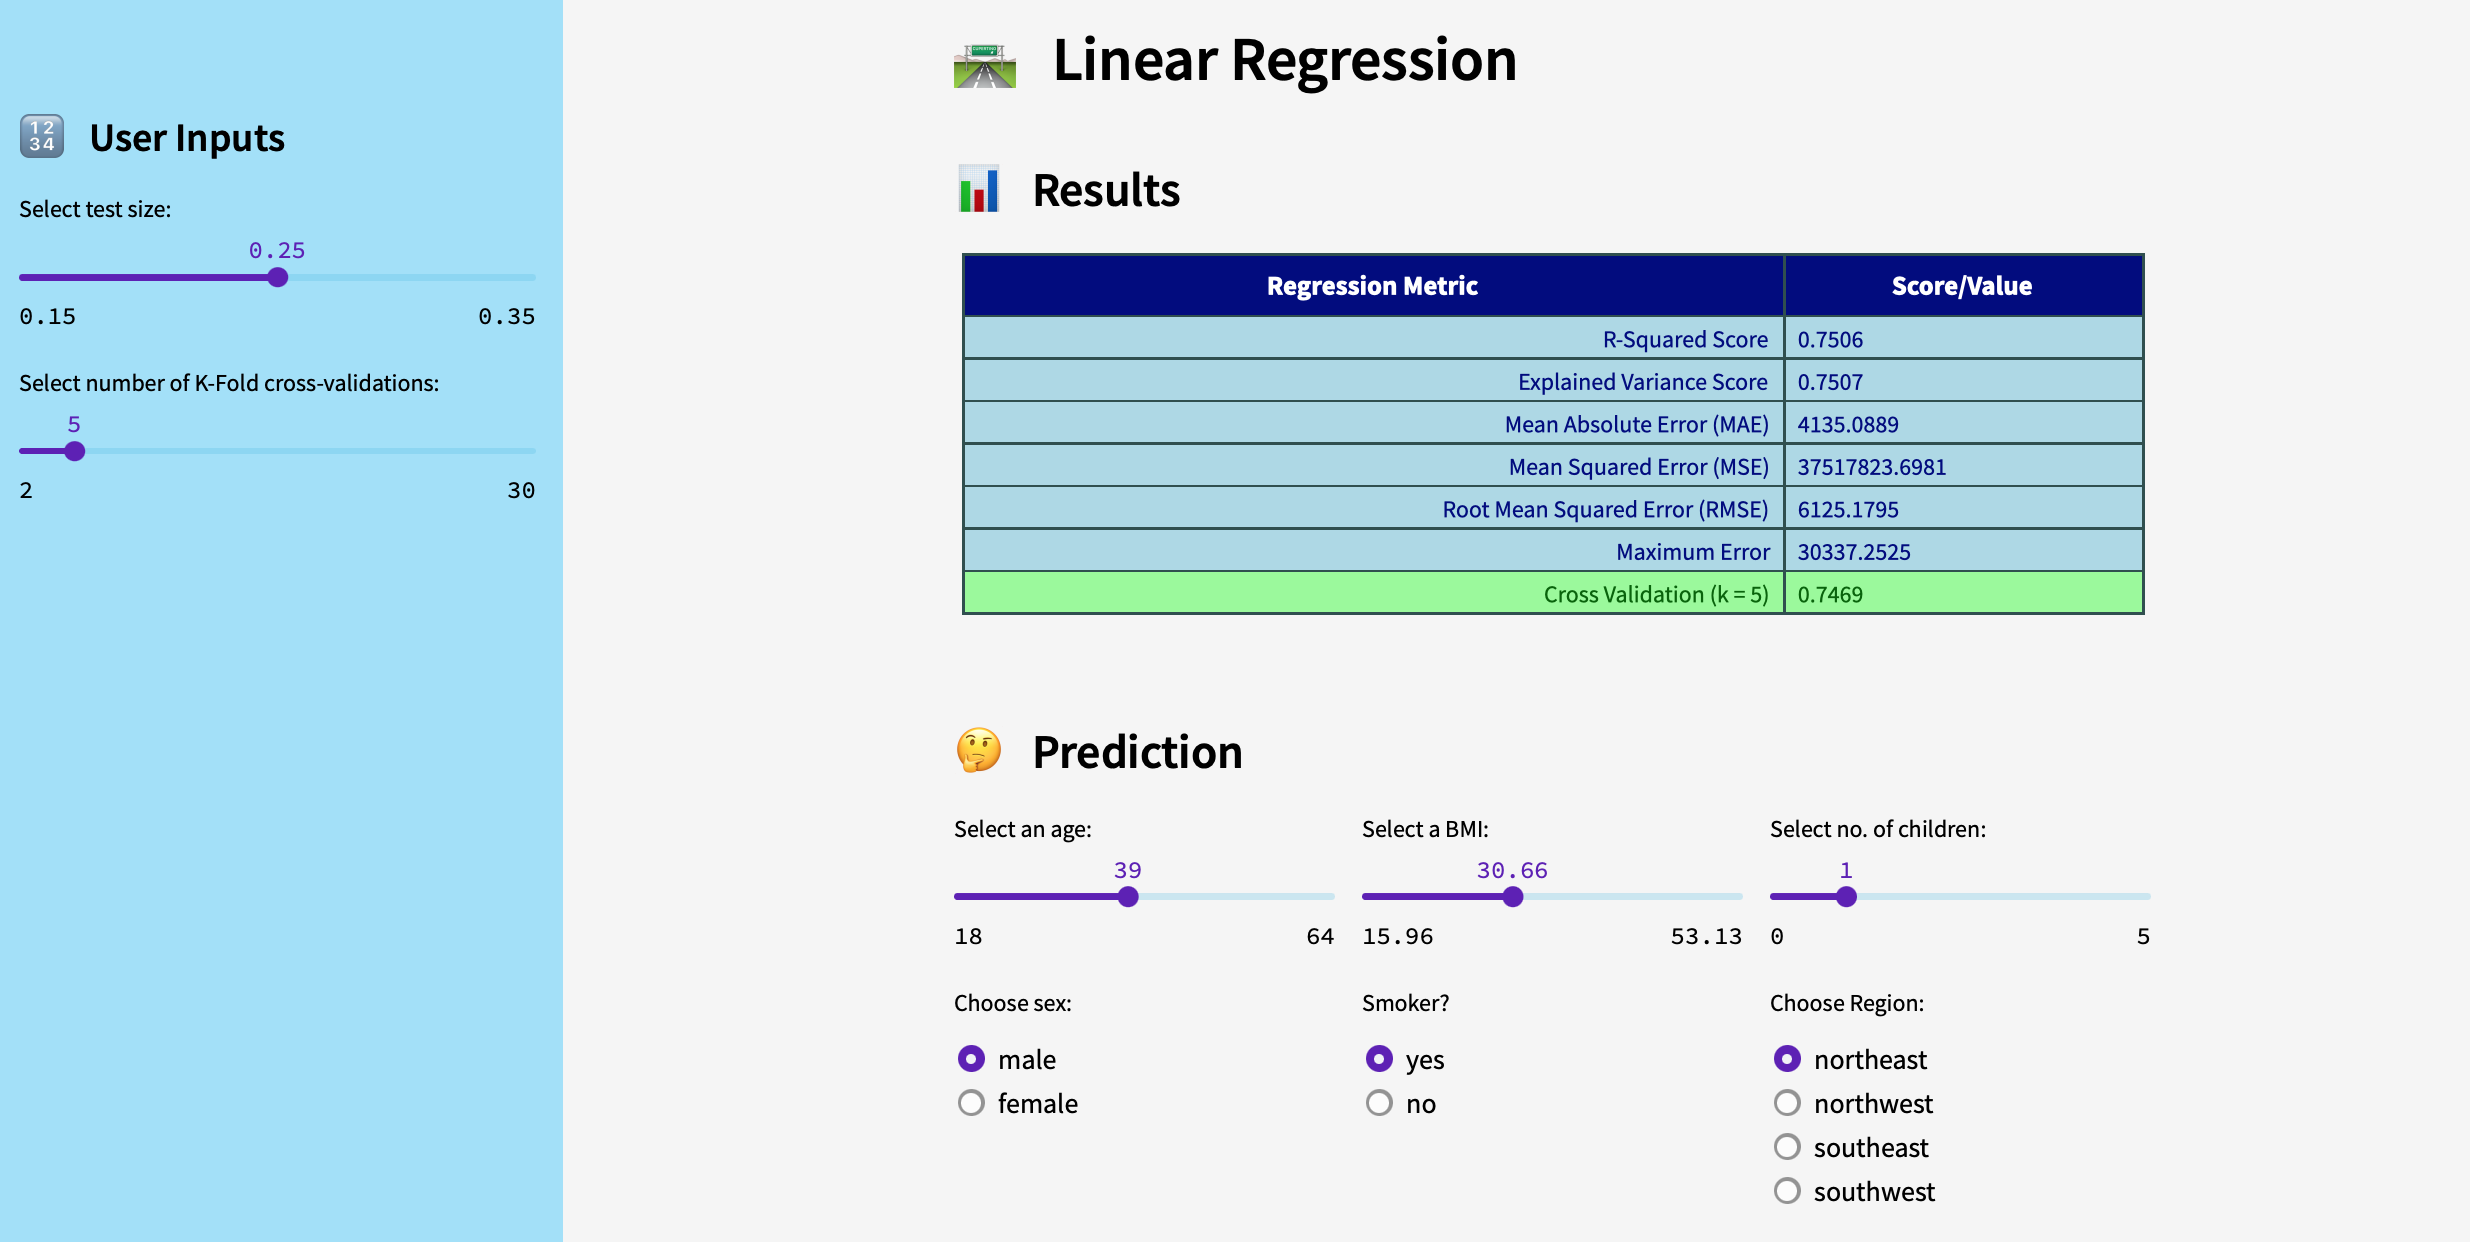 1234
User Inputs
Select test size:
0.25
0.15 0.35
Select number of K-Fold cross-validations:
5
2 30
CUPERTINO
Linear Regression
Results
Regression Metric Score/Value
R-Squared Score 0.7506
Explained Variance Score 0.7507
Mean Absolute Error (MAE) 4135.0889
Mean Squared Error (MSE) 37517823.6981
Root Mean Squared Error (RMSE) 6125.1795
Maximum Error 30337.2525
Cross Validation (k = 5) 0.7469
Prediction
Select an age: Select a BMI: Select no. of children:
39 30.66 1
18 64 15.96 53.13 0 5
Choose sex: Smoker? Choose Region:
male yes northeast
female no northwest
southeast
southwest